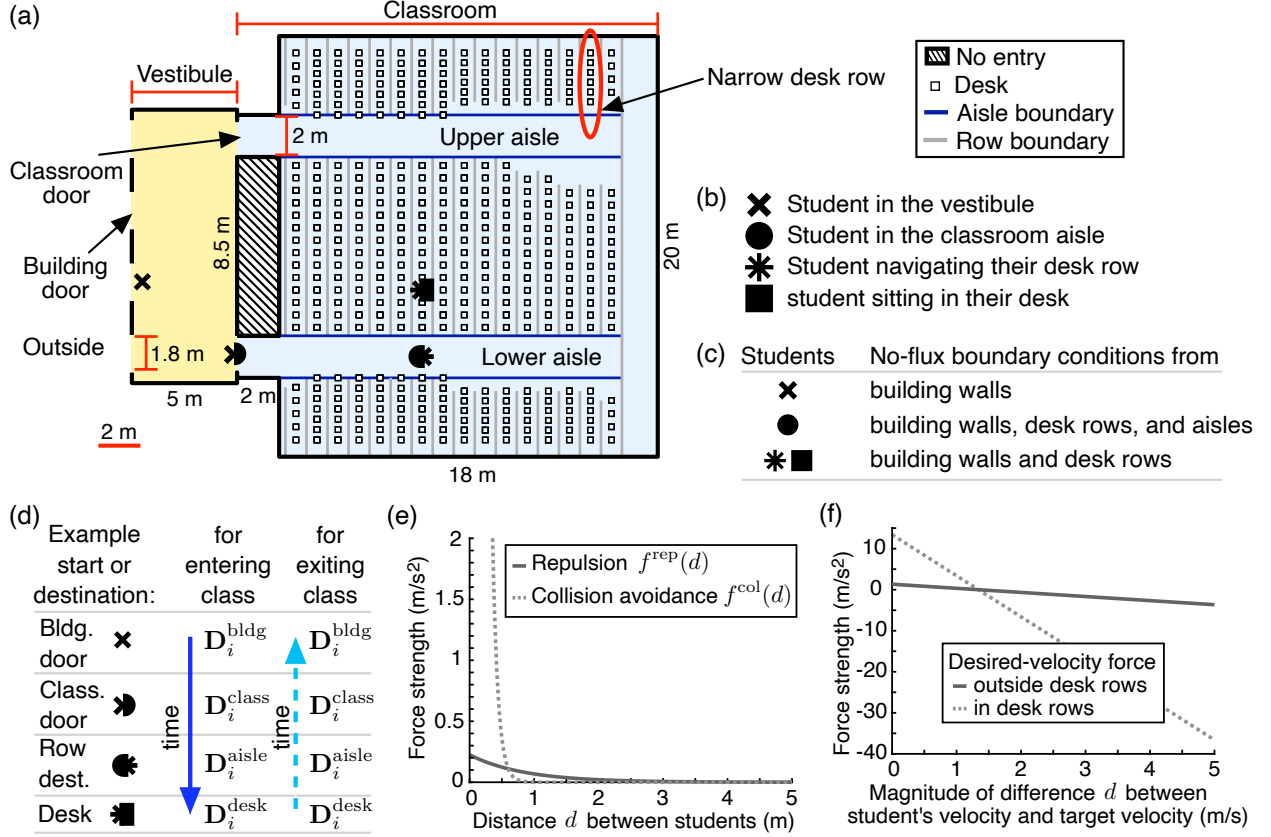 (a)
Classroom
Vestibule
Narrow desk row
No entry
Desk
Aisle boundary
Row boundary
2 m
Upper aisle
Classroom
door
8.5 m
20 m
Building
door
Outside
1.8 m
Lower aisle
5 m
2 m
2 m
18 m
(b)
Student in the vestibule
Student in the classroom aisle
Student navigating their desk row
student sitting in their desk
(c)
Students No-flux boundary conditions from
building walls
building walls, desk rows, and aisles
building walls and desk rows
(d)
Example start or destination:
for entering class
for exiting class
Bldg. door
D_i^bldg D_i^bldg
Class. door
D_i^class D_i^class
Row dest.
D_i^aisle D_i^aisle
Desk D_i^desk D_i^desk
time
time
(e)
Force strength (m/s²)
2
1.5
1
0.5
0
Repulsion f^rep(d)
Collision avoidance f^col(d)
0 1 2 3 4 5
Distance d between students (m)
(f)
Force strength (m/s²)
10
0
-10
-20
-30
-40
Desired-velocity force
outside desk rows
in desk rows
0 1 2 3 4 5
Magnitude of difference d between
student's velocity and target velocity (m/s)